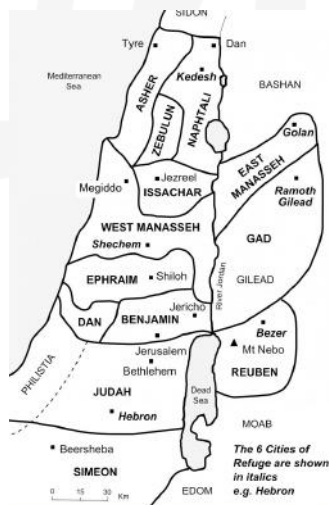 SIDON
Tyre
Dan
Mediterranean
Sea
Kedesh
ASHER
NAPHTALI
ZEBULUN
BASHAN
Golan
EAST
MANASSEH
Jezreel
Megiddo
ISSACHAR
Ramoth
Gilead
WEST MANASSEH
Shechem
GAD
River Jordan
GILEAD
EPHRAIM
Shiloh
Jericho
DAN
BENJAMIN
Bezer
Mt Nebo
REUBEN
Jerusalem
Bethlehem
PHILISTIA
Dead
Sea
JUDAH
Hebron
MOAB
Beersheba
SIMEON
0 15 30
Km
EDOM
The 6 Cities of
Refuge are shown
in italics
e.g. Hebron